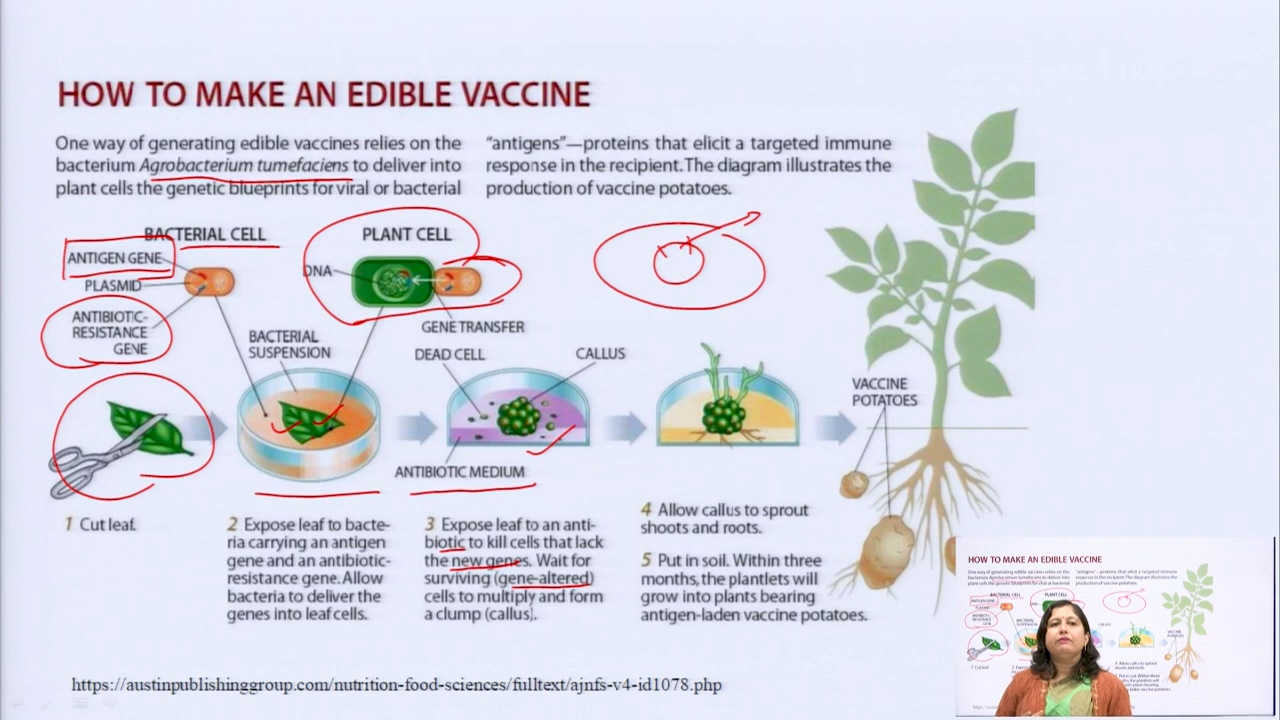 HOW TO MAKE AN EDIBLE VACCINE
One way of generating edible vaccines relies on the
bacterium Agrobacterium tumefaciens to deliver into
plant cells the genetic blueprints for viral or bacterial
"antigens"—proteins that elicit a targeted immune
response in the recipient. The diagram illustrates the
production of vaccine potatoes.
BACTERIAL CELL
ANTIGEN GENE
PLASMID
ANTIBIOTIC-
RESISTANCE
GENE
PLANT CELL
DNA
GENE TRANSFER
BACTERIAL
SUSPENSION
DEAD CELL
CALLUS
ANTIBIOTIC MEDIUM
VACCINE
POTATOES
1 Cut leaf.
2 Expose leaf to bacte-
ria carrying an antigen
gene and an antibiotic-
resistance gene. Allow
bacteria to deliver the
genes into leaf cells.
3 Expose leaf to an anti-
biotic to kill cells that lack
the new genes. Wait for
surviving (gene-altered)
cells to multiply and form
a clump (callus).
4 Allow callus to sprout
shoots and roots.
5 Put in soil. Within three
months, the plantlets will
grow into plants bearing
antigen-laden vaccine potatoes.
https://austinpublishinggroup.com/nutrition-food-sciences/fulltext/ajnfs-v4-id1078.php
HOW TO MAKE AN EDIBLE VACCINE